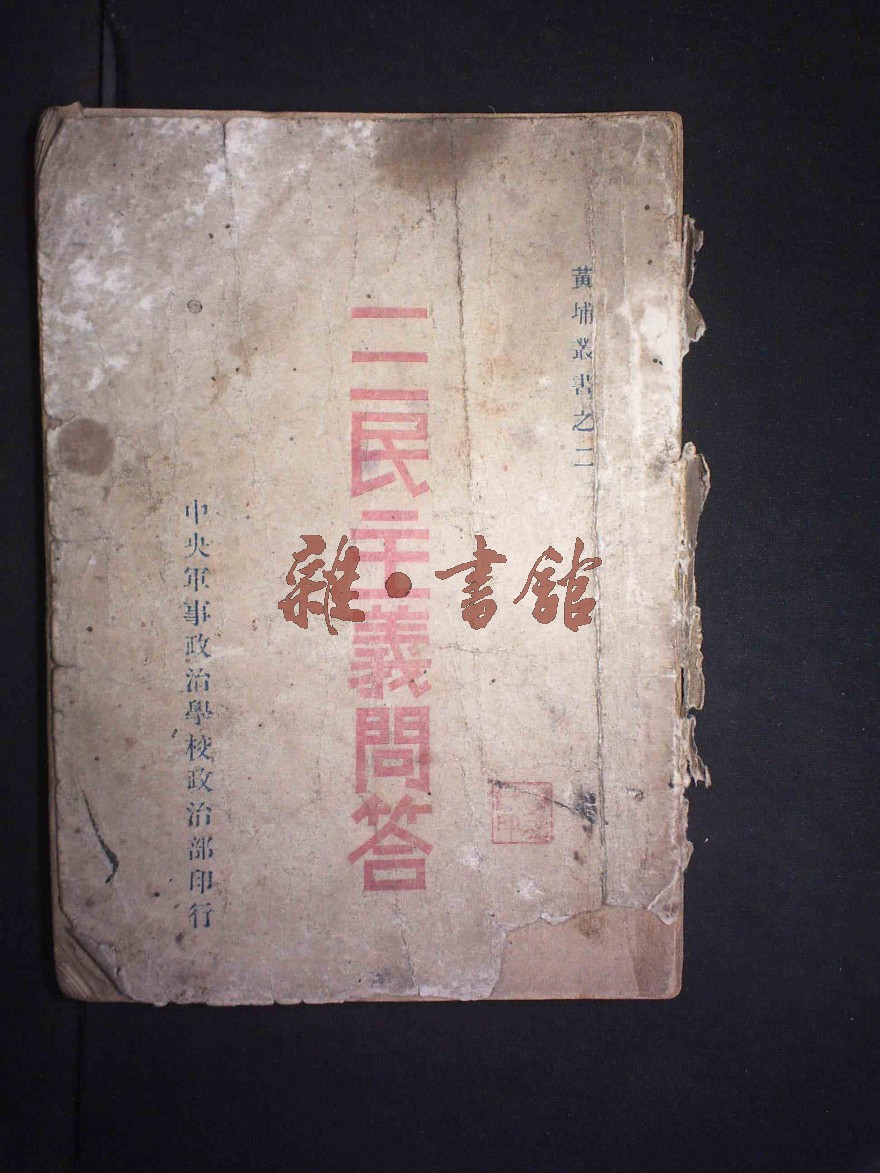 黃埔叢書之二
三民主義問答
中央軍事政治學校政治部印行
雜·書館